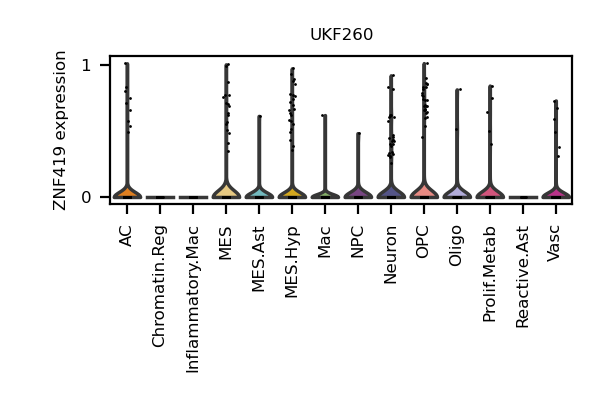 UKF260
ZNF419 expression
1
0
AC
Chromatin.Reg
Inflammatory.Mac
MES
MES.Ast
MES.Hyp
Mac
NPC
Neuron
OPC
Oligo
Prolif.Metab
Reactive.Ast
Vasc